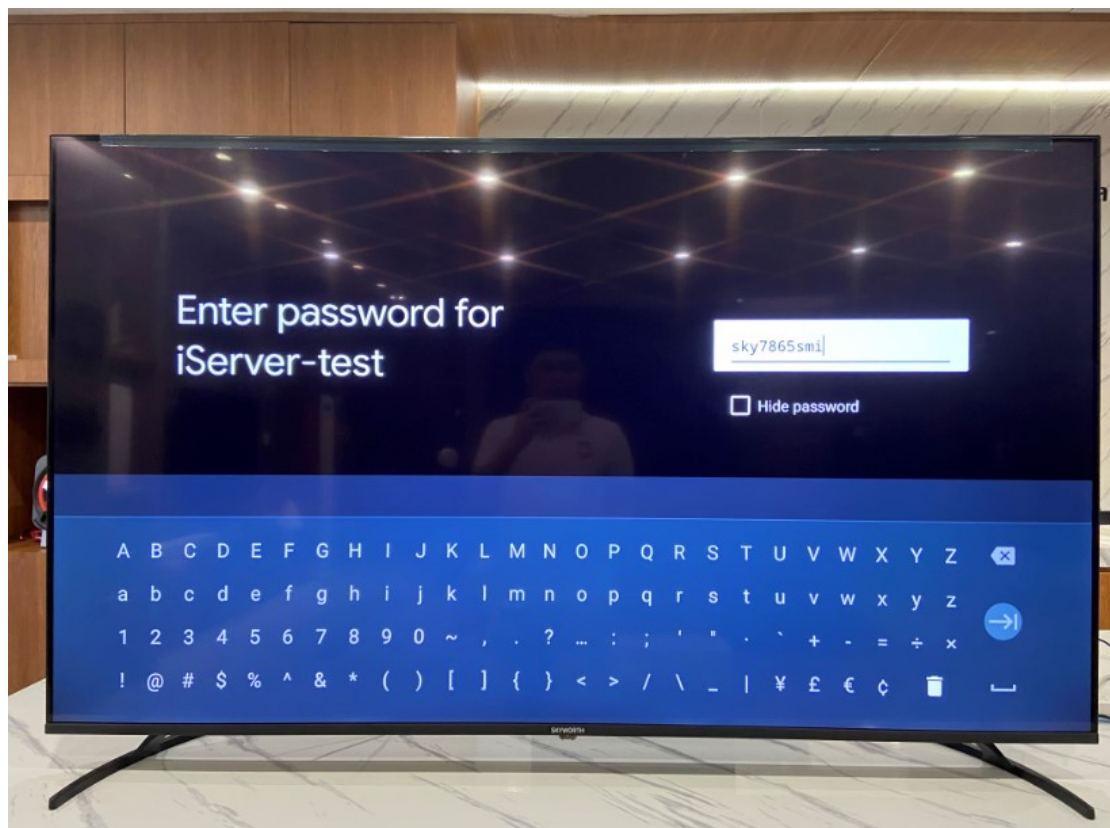 Enter password for
iServer-test
sky7865smi
Hide password
A B C D E F G H I J K L M N O P Q R S T U V W X Y Z
a b c d e f g h i j k l m n o p q r s t u v w x y z
1 2 3 4 5 6 7 8 9 0 ~ , . ? … : ; ' " · ` + - = ÷ ×
! @ # $ % ^ & * ( ) [ ] { } < > / \ _ | ¥ £ € ¢
SKYWORTH